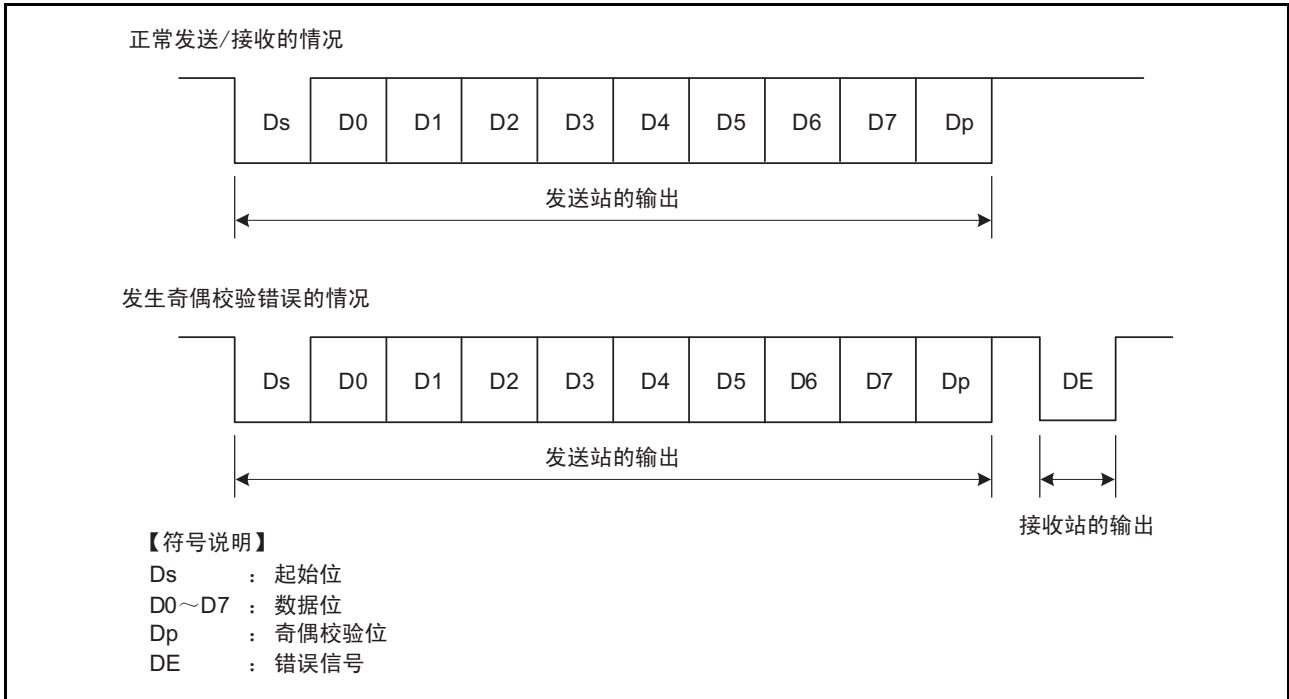 正常发送/接收的情况
Ds D0 D1 D2 D3 D4 D5 D6 D7 Dp
发送站的输出
发生奇偶校验错误的情况
Ds D0 D1 D2 D3 D4 D5 D6 D7 Dp DE
发送站的输出
接收站的输出
【符号说明】
Ds : 起始位
D0～D7 : 数据位
Dp : 奇偶校验位
DE : 错误信号